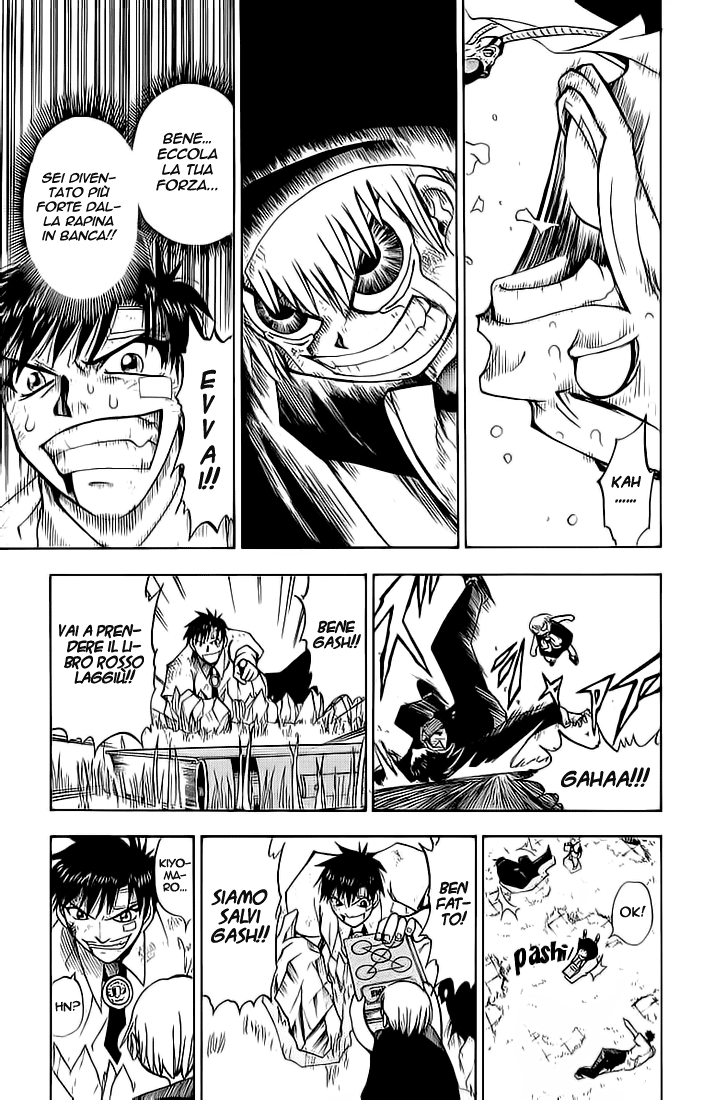 KAH
......
BENE...
ECCOLA
LA TUA
FORZA...
SEI DIVEN-
TATO PIÙ
FORTE DAL-
LA RAPINA
IN BANCA!!
EVVAI!!
GAHAA!!!
BENE
GASH!!
VAI A PREN-
DERE IL LI-
BRO ROSSO
LAGGIÙ!!
OK!
pashi
BEN
FAT-
TO!
SIAMO
SALVI
GASH!!
KIYO-
MA-
RO...
HN?